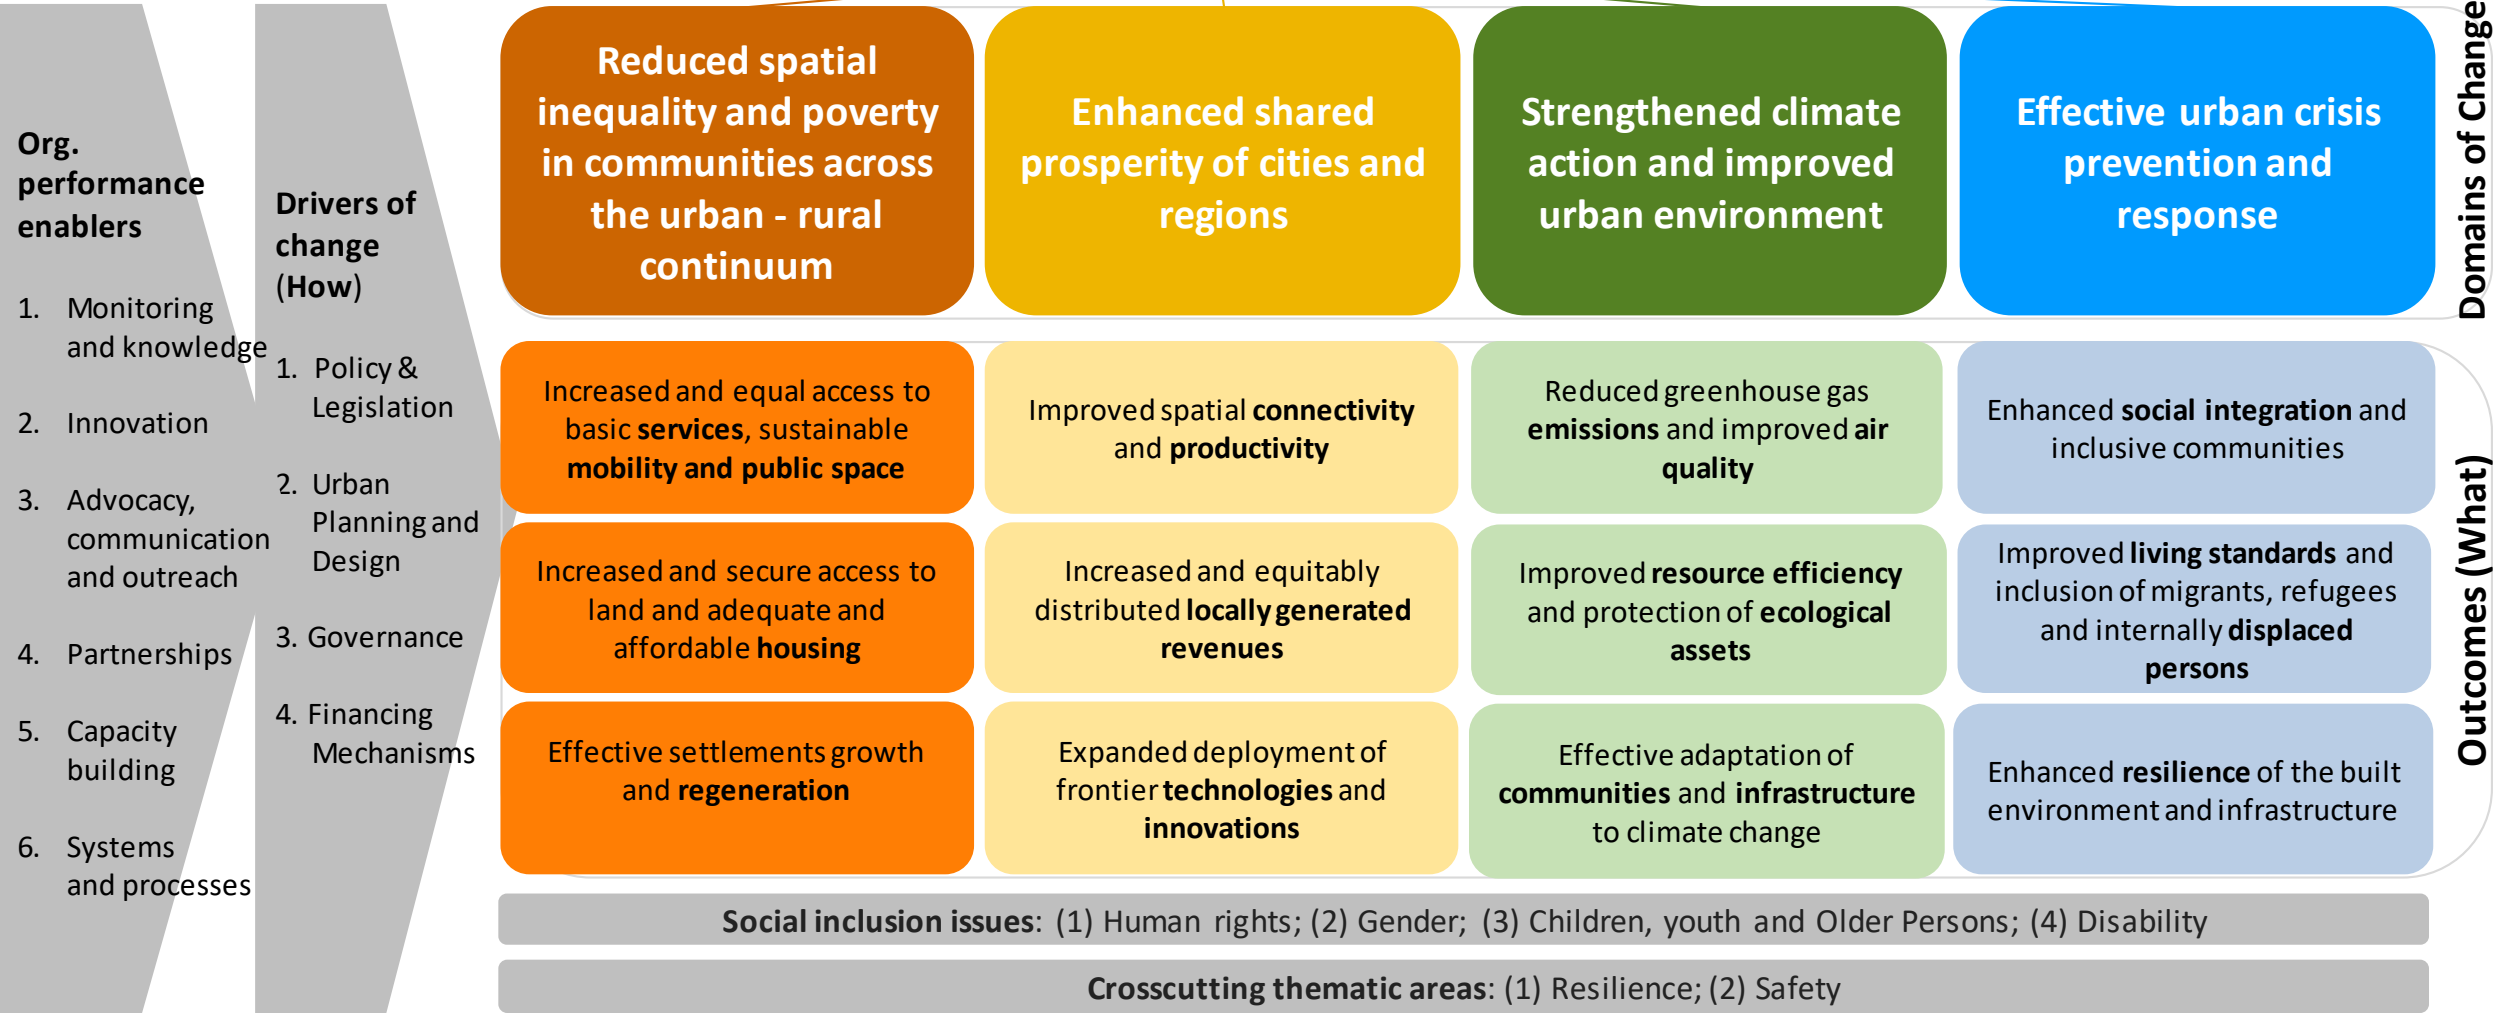 Org.
performance
enablers
1. Monitoring
and knowledge
2. Innovation
3. Advocacy,
communication
and outreach
4. Partnerships
5. Capacity
building
6. Systems
and processes
Drivers of
change
(How)
1. Policy &
Legislation
2. Urban
Planning and
Design
3. Governance
4. Financing
Mechanisms
Reduced spatial
inequality and poverty
in communities across
the urban - rural
continuum
Enhanced shared
prosperity of cities and
regions
Strengthened climate
action and improved
urban environment
Effective urban crisis
prevention and
response
Domains of Change
Increased and equal access to
basic services, sustainable
mobility and public space
Improved spatial connectivity
and productivity
Reduced greenhouse gas
emissions and improved air
quality
Enhanced social integration and
inclusive communities
Increased and secure access to
land and adequate and
affordable housing
Increased and equitably
distributed locally generated
revenues
Improved resource efficiency
and protection of ecological
assets
Improved living standards and
inclusion of migrants, refugees
and internally displaced
persons
Effective settlements growth
and regeneration
Expanded deployment of
frontier technologies and
innovations
Effective adaptation of
communities and infrastructure
to climate change
Enhanced resilience of the built
environment and infrastructure
Outcomes (What)
Social inclusion issues: (1) Human rights; (2) Gender; (3) Children, youth and Older Persons; (4) Disability
Crosscutting thematic areas: (1) Resilience; (2) Safety